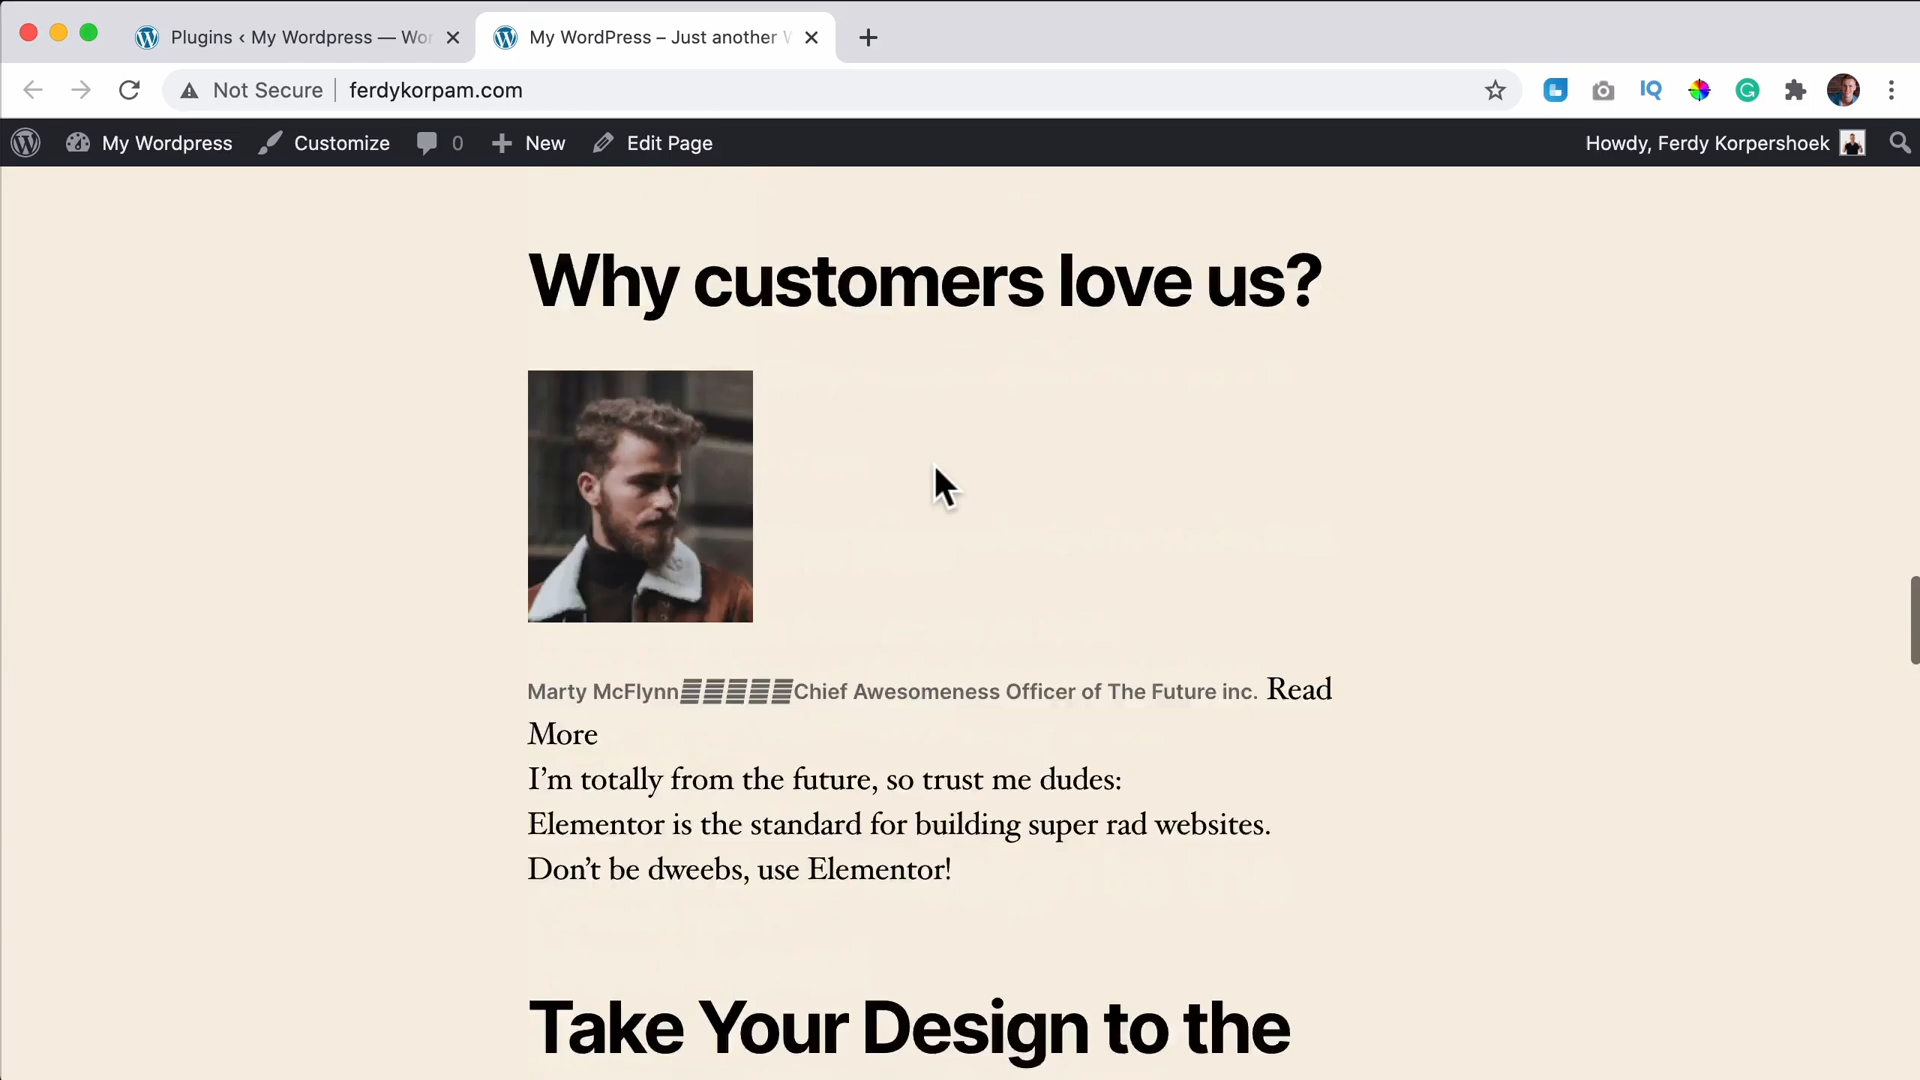 Plugins ‹ My Wordpress — Wor
My WordPress – Just another W
Not Secure
ferdykorpam.com
IQ
My Wordpress
Customize
0
New
Edit Page
Howdy, Ferdy Korpershoek
Why customers love us?
Marty McFlynn Chief Awesomeness Officer of The Future inc. Read
More
I’m totally from the future, so trust me dudes:
Elementor is the standard for building super rad websites.
Don’t be dweebs, use Elementor!
Take Your Design to the